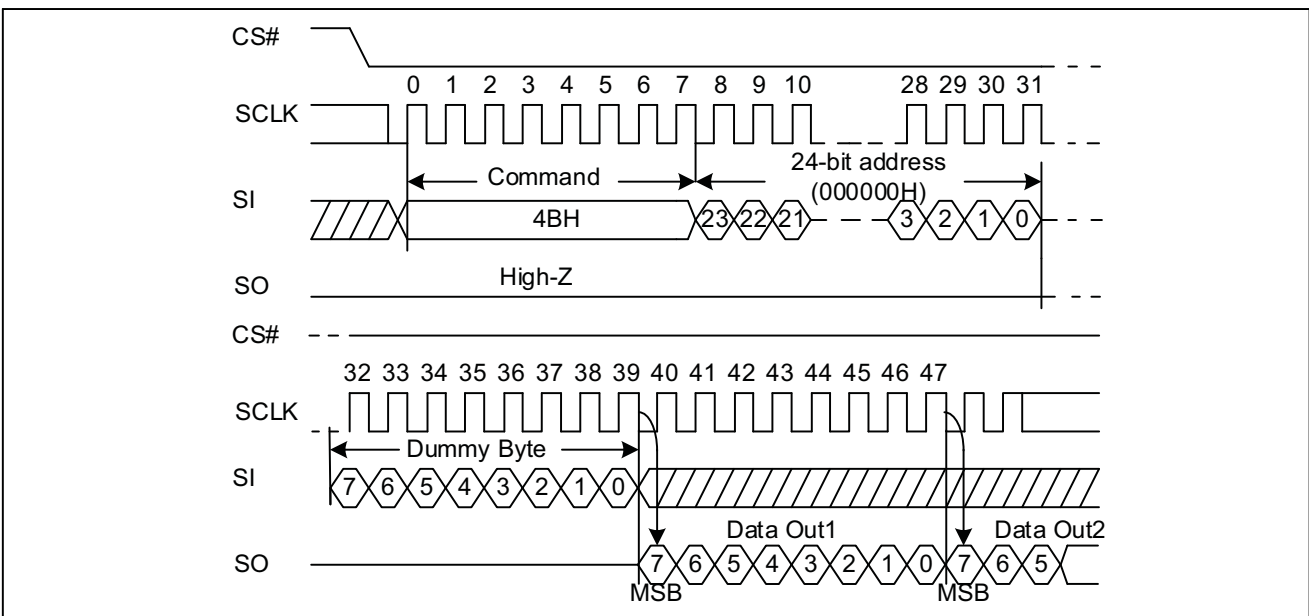 CS#
0 1 2 3 4 5 6 7 8 9 10 28 29 30 31
SCLK
Command 24-bit address
(000000H)
SI
4BH 23 22 21 3 2 1 0
High-Z
SO
CS#
32 33 34 35 36 37 38 39 40 41 42 43 44 45 46 47
SCLK
Dummy Byte
SI
7 6 5 4 3 2 1 0
Data Out1 Data Out2
SO
7 6 5 4 3 2 1 0 7 6 5
MSB MSB